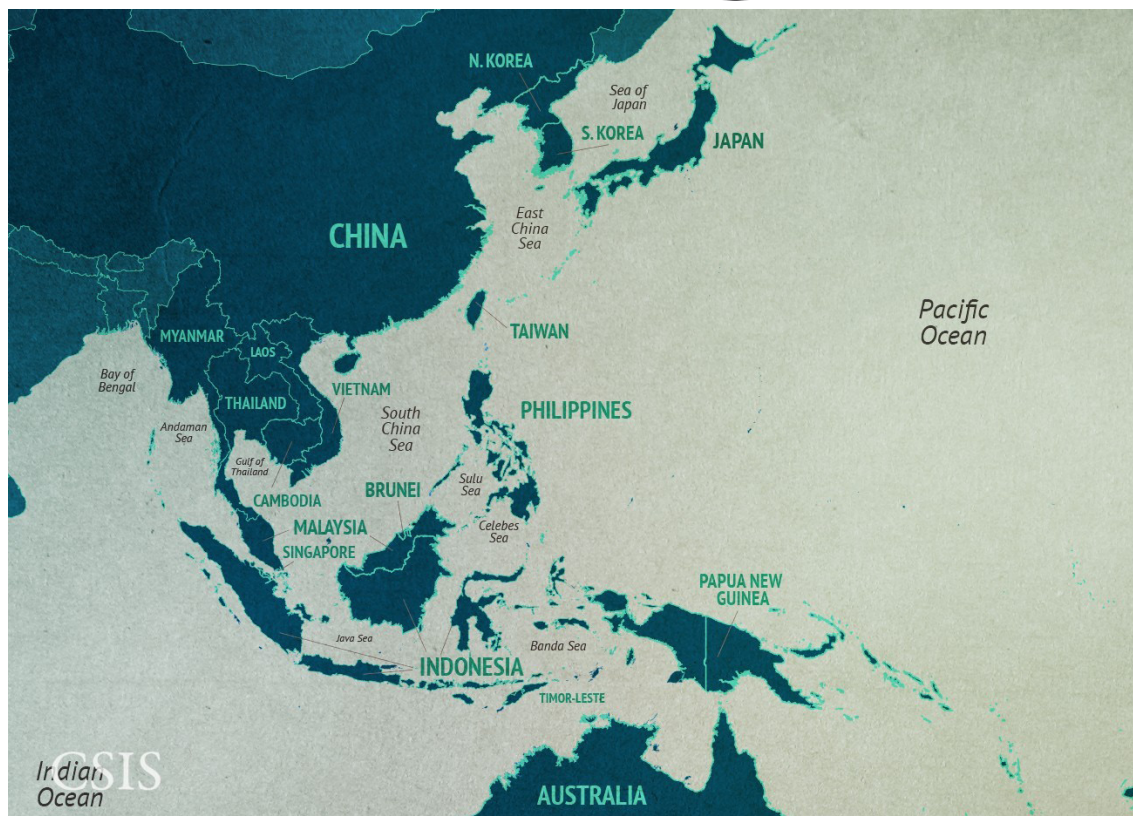 N. KOREA
Sea of
Japan
S. KOREA
JAPAN
East
China
Sea
CHINA
Pacific
Ocean
TAIWAN
MYANMAR
LAOS
Bay of
Bengal
VIETNAM
THAILAND
South
China
Sea
PHILIPPINES
Andaman
Sea
Gulf of
Thailand
Sulu
Sea
BRUNEI
CAMBODIA
MALAYSIA
Celebes
Sea
SINGAPORE
PAPUA NEW
GUINEA
Java Sea
Banda Sea
INDONESIA
TIMOR-LESTE
Indian
Ocean
CSIS
AUSTRALIA